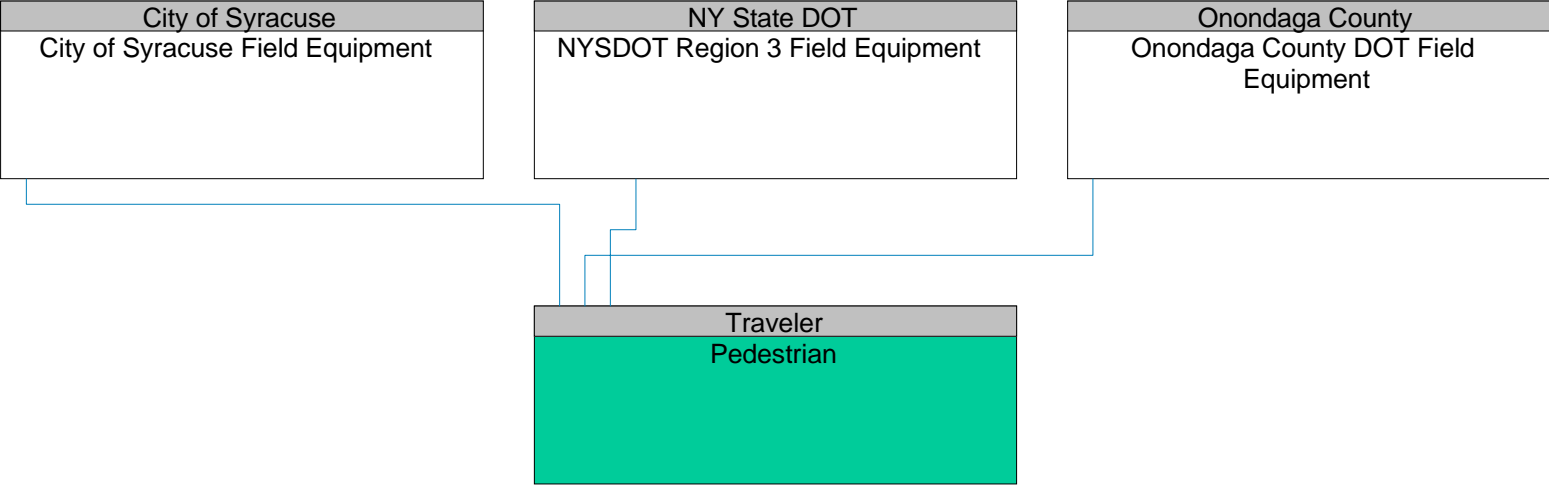 City of Syracuse
City of Syracuse Field Equipment
NY State DOT
NYSDOT Region 3 Field Equipment
Onondaga County
Onondaga County DOT Field
Equipment
Traveler
Pedestrian